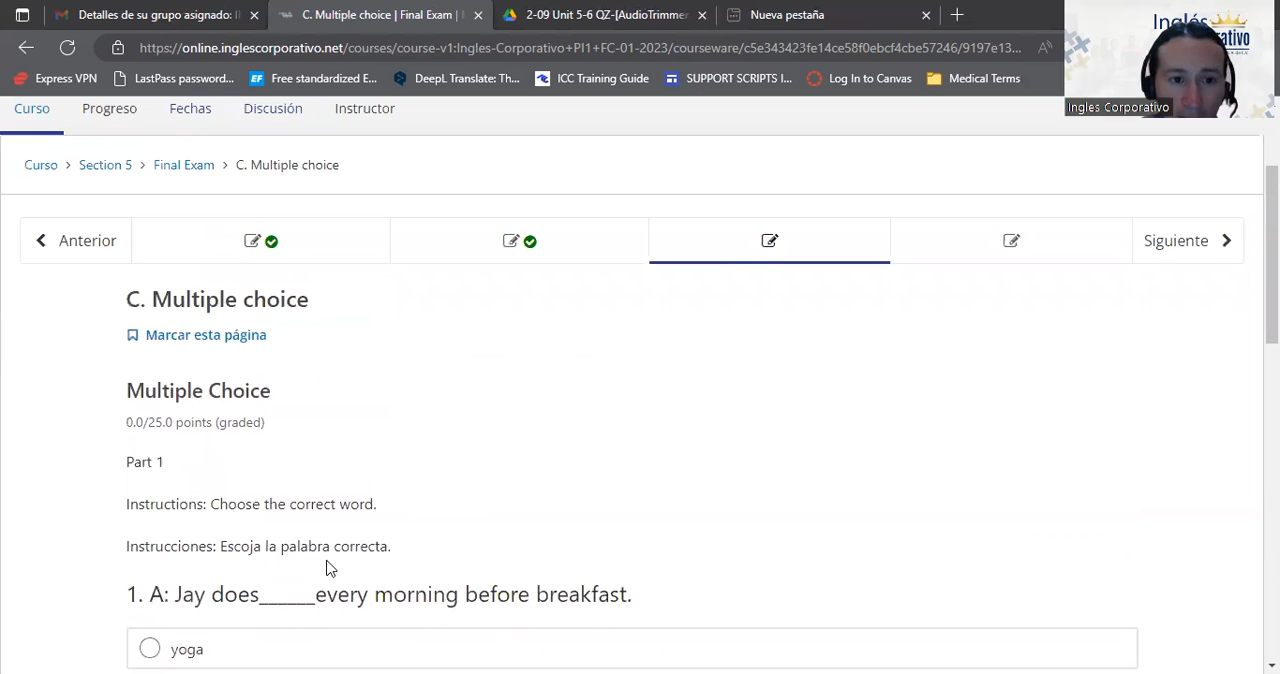 Detalles de su grupo asignado: I
C. Multiple choice | Final Exam |
2-09 Unit 5-6 QZ-[AudioTrimmer
Nueva pestaña
https://online.inglescorporativo.net/courses/course-v1:Ingles-Corporativo+PI1+FC-01-2023/courseware/c5e343423fe14ce58f0ebcf4cbe57246/9197e13...
Express VPN
LastPass password...
EF Free standardized E...
DeepL Translate: Th...
ICC Training Guide
SUPPORT SCRIPTS I...
Log In to Canvas
Medical Terms
Inglés
Ingles Corporativo
Curso Progreso Fechas Discusión Instructor
Curso > Section 5 > Final Exam > C. Multiple choice
Anterior
Siguiente
C. Multiple choice
Marcar esta página
Multiple Choice
0.0/25.0 points (graded)
Part 1
Instructions: Choose the correct word.
Instrucciones: Escoja la palabra correcta.
1. A: Jay does______every morning before breakfast.
yoga